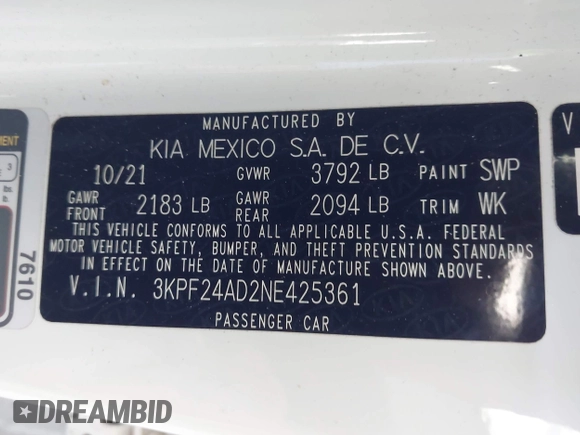 MANUFACTURED BY
KIA MEXICO S.A. DE C.V.
10/21 GVWR 3792 LB PAINT SWP
GAWR FRONT 2183 LB GAWR REAR 2094 LB TRIM WK
THIS VEHICLE CONFORMS TO ALL APPLICABLE U.S.A. FEDERAL
MOTOR VEHICLE SAFETY, BUMPER, AND THEFT PREVENTION STANDARDS
IN EFFECT ON THE DATE OF MANUFACTURE SHOWN ABOVE.
V.I.N. 3KPF24AD2NE425361
PASSENGER CAR
7610
DREAMBID